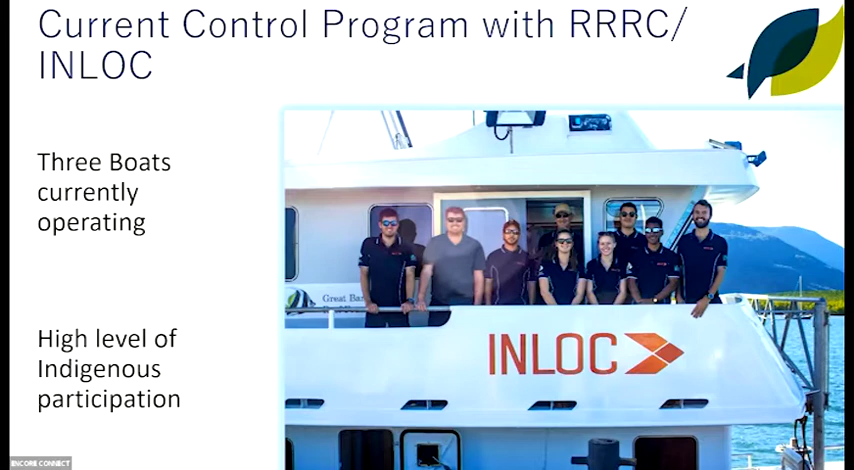 Current Control Program with RRRC/
INLOC
Three Boats
currently
operating
Great Bar
INLOC
High level of
Indigenous
participation
ENCORE CONNECT